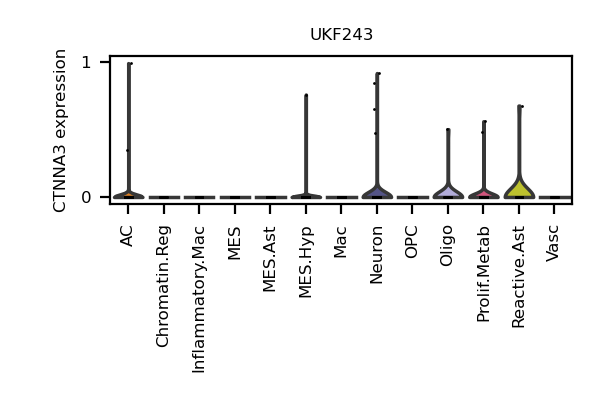 UKF243
CTNNA3 expression
1
0
AC
Chromatin.Reg
Inflammatory.Mac
MES
MES.Ast
MES.Hyp
Mac
Neuron
OPC
Oligo
Prolif.Metab
Reactive.Ast
Vasc